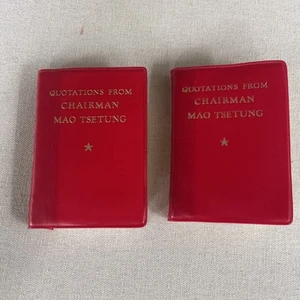 QUOTATIONS FROM
CHAIRMAN
MAO TSETUNG
QUOTATIONS FROM
CHAIRMAN
MAO TSETUNG